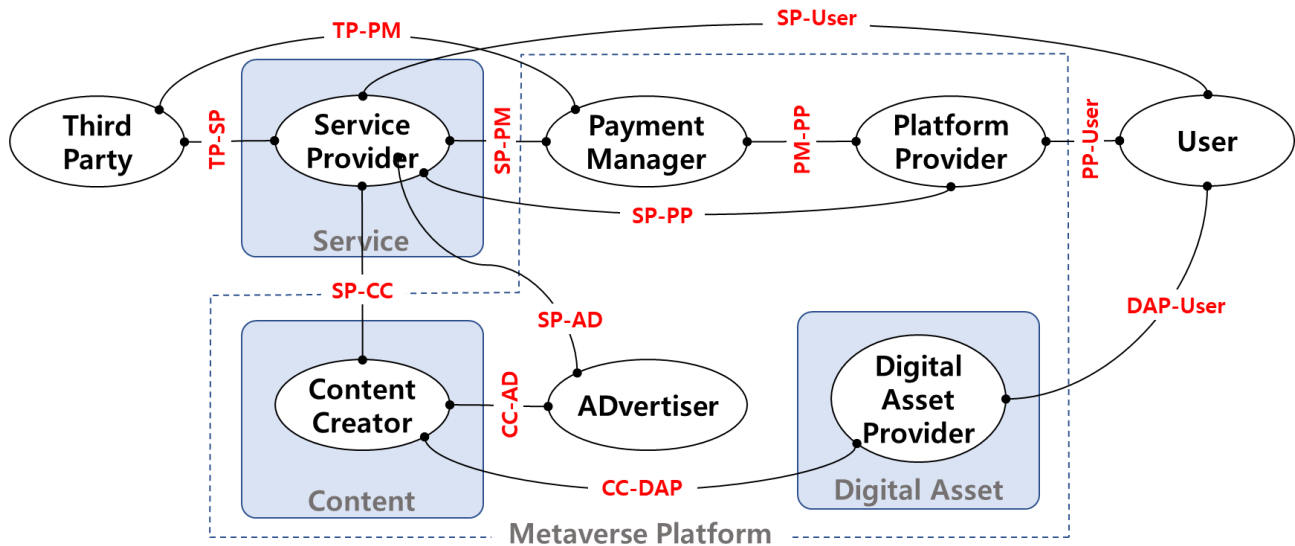 SP-User
TP-PM
Third
Party
TP-SP
Service
Provider
SP-PM
Payment
Manager
PM-PP
Platform
Provider
PP-User
User
SP-PP
Service
SP-CC
SP-AD
DAP-User
Content
Creator
CC-AD
ADvertiser
Digital
Asset
Provider
CC-DAP
Content
Digital Asset
Metaverse Platform